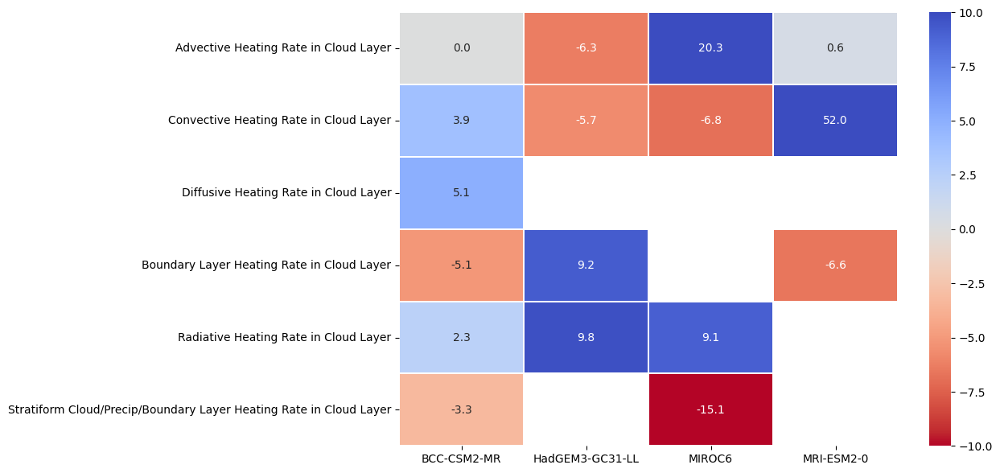 Advective Heating Rate in Cloud Layer
0.0 -6.3 20.3 0.6
Convective Heating Rate in Cloud Layer
3.9 -5.7 -6.8 52.0
Diffusive Heating Rate in Cloud Layer
5.1
Boundary Layer Heating Rate in Cloud Layer
-5.1 9.2 -6.6
Radiative Heating Rate in Cloud Layer
2.3 9.8 9.1
Stratiform Cloud/Precip/Boundary Layer Heating Rate in Cloud Layer
-3.3 -15.1
BCC-CSM2-MR HadGEM3-GC31-LL MIROC6 MRI-ESM2-0
10.0
7.5
5.0
2.5
0.0
−2.5
−5.0
−7.5
−10.0